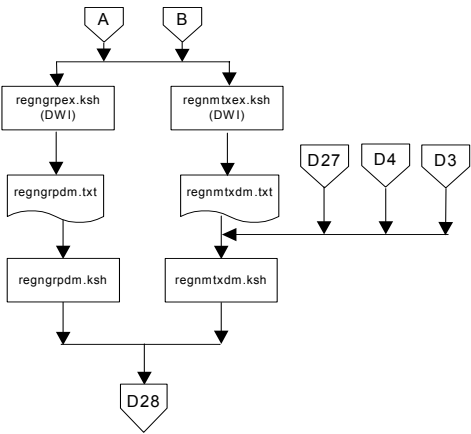 A
B
regngrpex.ksh
(DWI)
regnmtxex.ksh
(DWI)
D27
D4
D3
regngrpdm.txt
regnmtxdm.txt
regngrpdm.ksh
regnmtxdm.ksh
D28